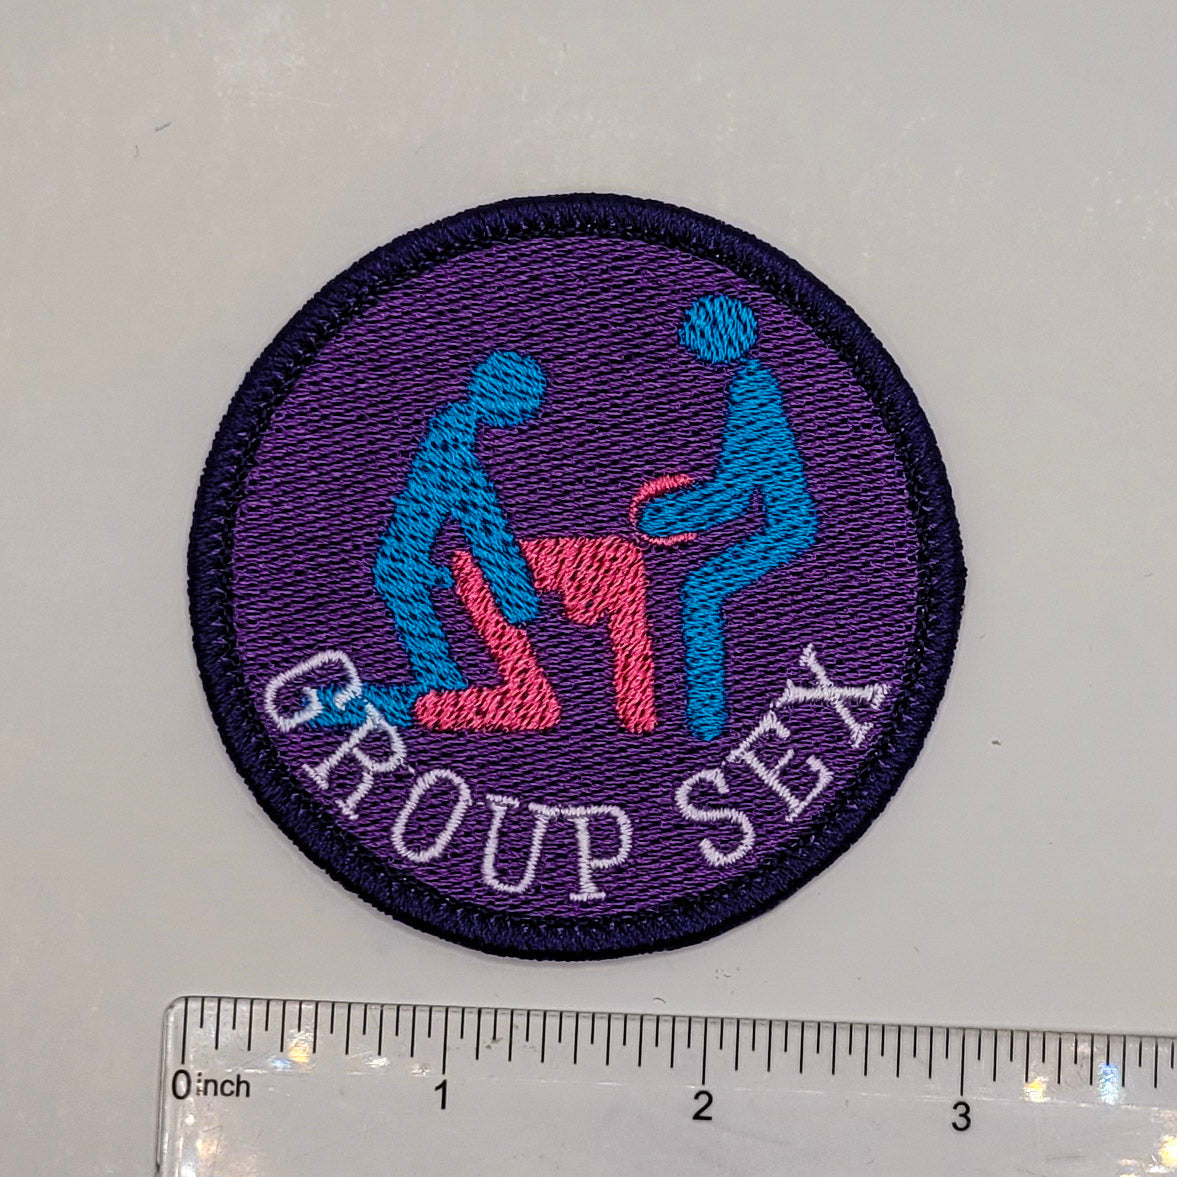 GROUP SEX
0 inch 1 2 3